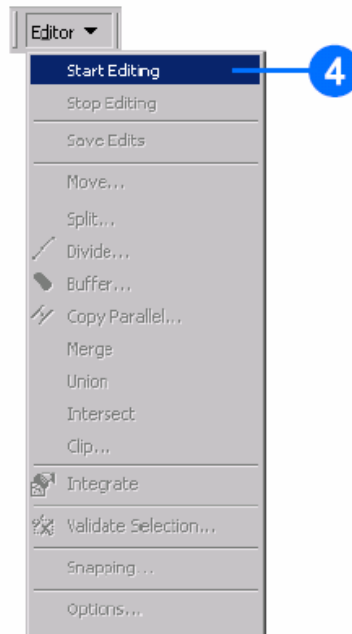 Editor
Start Editing
4
Stop Editing
Save Edits
Move...
Split...
Divide...
Buffer...
Copy Parallel...
Merge
Union
Intersect
Clip...
Integrate
Validate Selection...
Snapping...
Options...